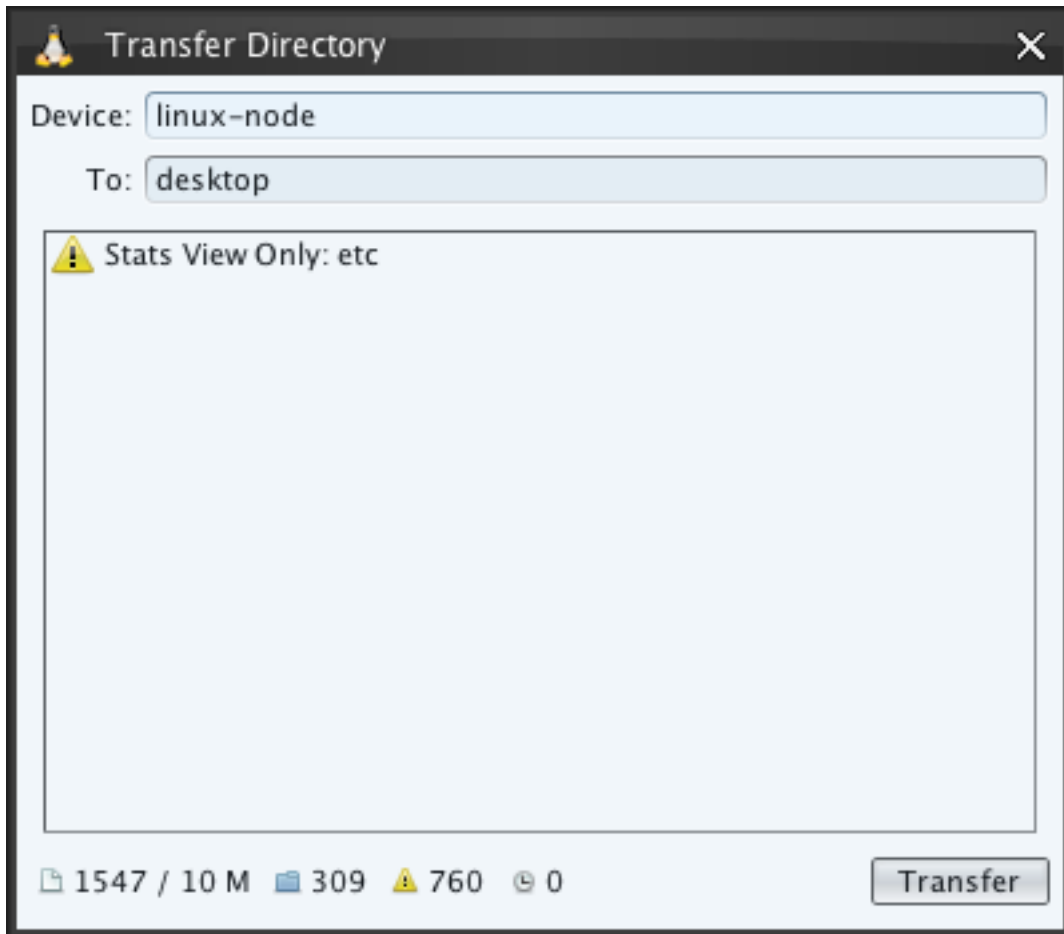 Transfer Directory
Device: linux-node
To: desktop
Stats View Only: etc
1547 / 10 M 309 760 0 Transfer